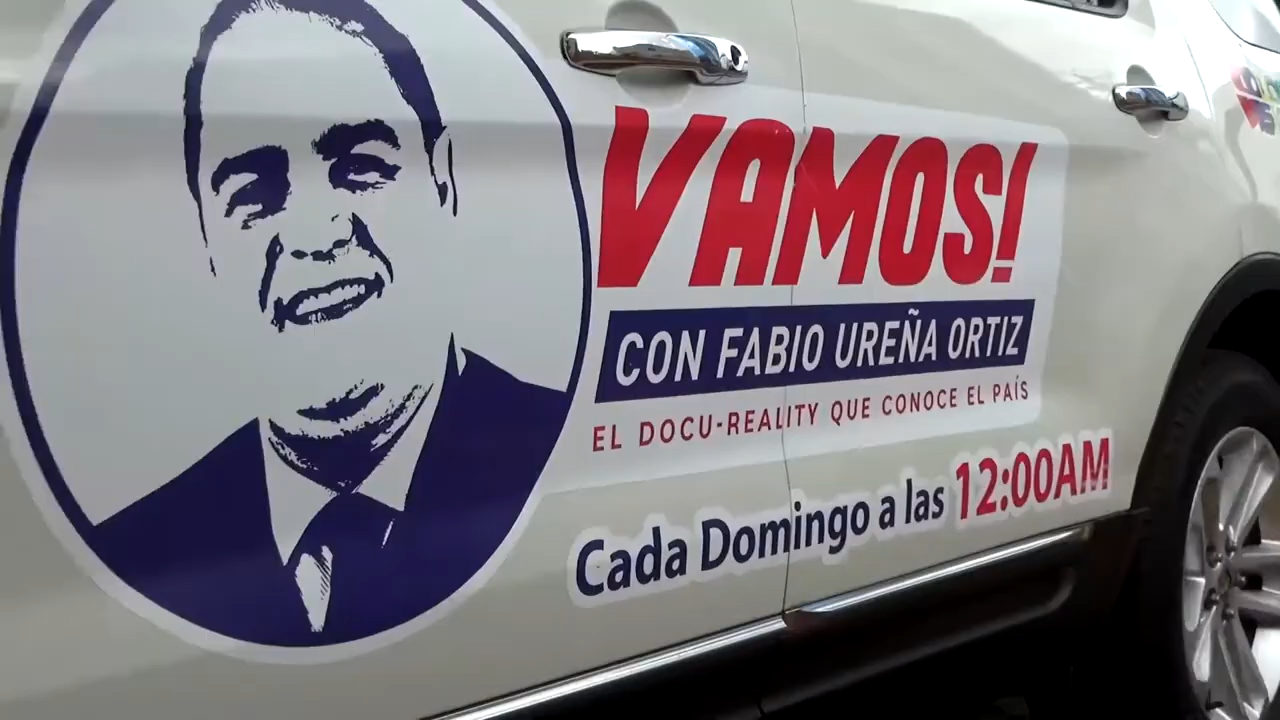 VAMOS!
CON FABIO UREÑA ORTIZ
EL DOCU-REALITY QUE CONOCE EL PAÍS
Cada Domingo a las 12:00AM